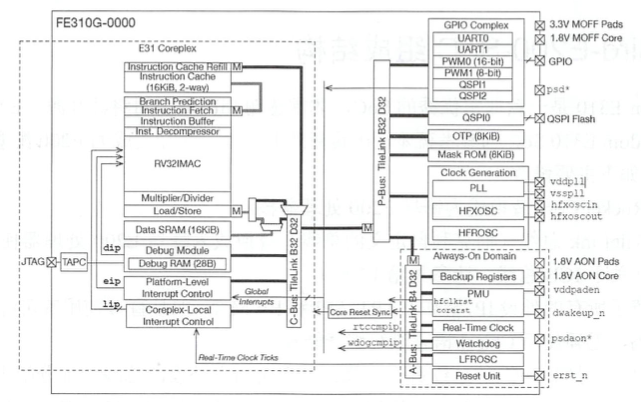 FE310G-0000
E31 Coreplex
Instruction Cache Refill
M
Instruction Cache
(16KiB, 2-way)
Branch Prediction
Instruction Fetch
M
Instruction Buffer
Inst. Decompressor
RV32IMAC
Multiplier/Divider
Load/Store
M
Data SRAM (16KiB)
dip
Debug Module
Debug RAM (28B)
JTAG
TAPC
eip
Platform-Level
Interrupt Control
lip
Coreplex-Local
Interrupt Control
Global
Interrupts
Real-Time Clock Ticks
C-Bus: TileLink B32 D32
M
P-Bus: TileLink B32 D32
GPIO Complex
UART0
UART1
PWM0 (16-bit)
PWM1 (8-bit)
QSPI1
QSPI2
QSPI0
OTP (8KiB)
Mask ROM (8KiB)
Clock Generation
PLL
HFXOSC
HFROSC
M
A-Bus: TileLink B4 D32
Always-On Domain
Backup Registers
PMU
hfclkrst
corerst
Core Reset Sync
rtccmpip
Real-Time Clock
wdogcmpip
Watchdog
LFROSC
Reset Unit
3.3V MOFF Pads
1.8V MOFF Core
GPIO
psd*
QSPI Flash
vddpll
vsspll
hfxoscin
hfxoscout
1.8V AON Pads
1.8V AON Core
vddpaden
dwakeup_n
psdaon*
erst_n